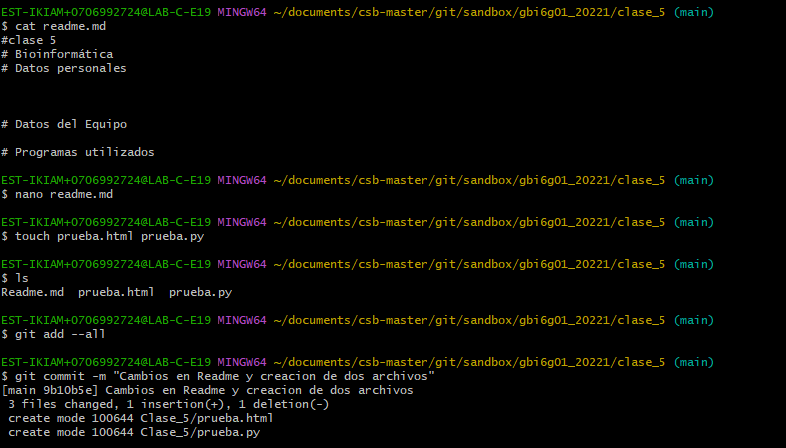 EST-IKIAM+0706992724@LAB-C-E19 MINGW64 ~/documents/csb-master/git/sandbox/gbi6g01_20221/clase_5 (main)
$ cat readme.md
#clase 5
# Bioinformática
# Datos personales
# Datos del Equipo
# Programas utilizados
EST-IKIAM+0706992724@LAB-C-E19 MINGW64 ~/documents/csb-master/git/sandbox/gbi6g01_20221/clase_5 (main)
$ nano readme.md
EST-IKIAM+0706992724@LAB-C-E19 MINGW64 ~/documents/csb-master/git/sandbox/gbi6g01_20221/clase_5 (main)
$ touch prueba.html prueba.py
EST-IKIAM+0706992724@LAB-C-E19 MINGW64 ~/documents/csb-master/git/sandbox/gbi6g01_20221/clase_5 (main)
$ ls
Readme.md  prueba.html  prueba.py
EST-IKIAM+0706992724@LAB-C-E19 MINGW64 ~/documents/csb-master/git/sandbox/gbi6g01_20221/clase_5 (main)
$ git add --all
EST-IKIAM+0706992724@LAB-C-E19 MINGW64 ~/documents/csb-master/git/sandbox/gbi6g01_20221/clase_5 (main)
$ git commit -m "Cambios en Readme y creacion de dos archivos"
[main 9b10b5e] Cambios en Readme y creacion de dos archivos
 3 files changed, 1 insertion(+), 1 deletion(-)
 create mode 100644 Clase_5/prueba.html
 create mode 100644 Clase_5/prueba.py